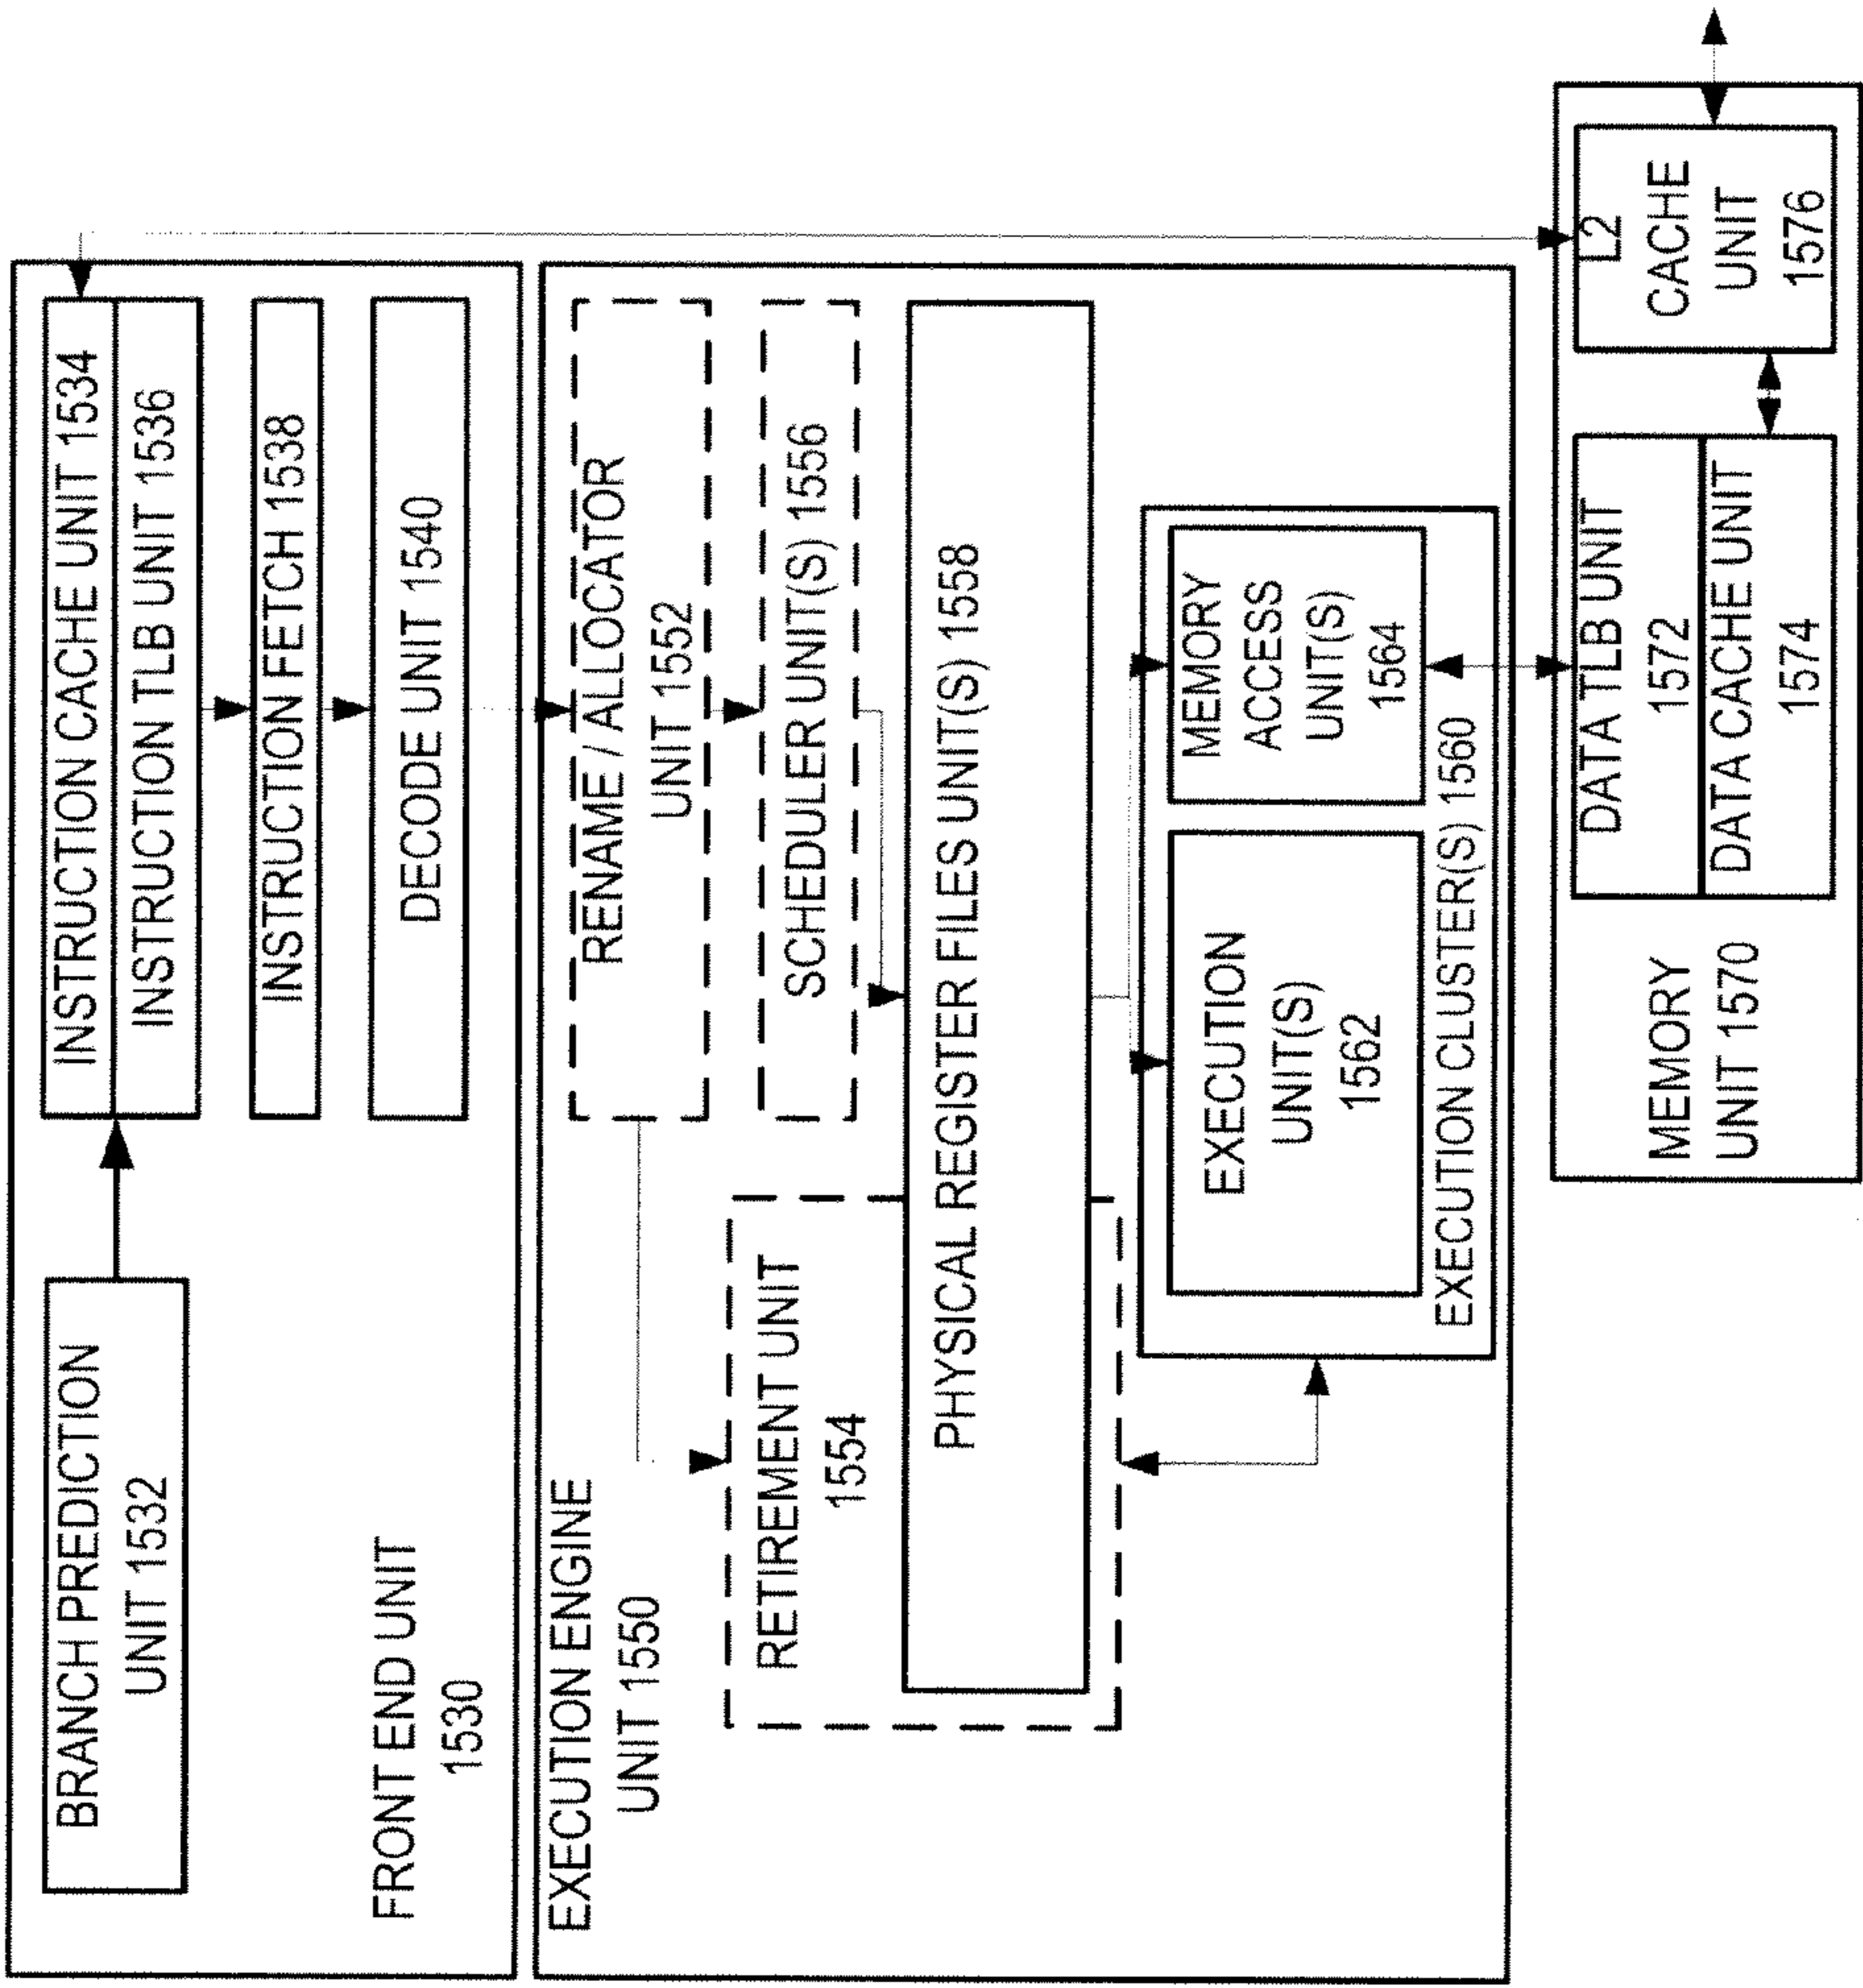 BRANCH PREDICTION
UNIT 1532
INSTRUCTION CACHE UNIT 1534
INSTRUCTION TLB UNIT 1536
INSTRUCTION FETCH 1538
DECODE UNIT 1540
FRONT END UNIT
1530
EXECUTION ENGINE
UNIT 1550
RENAME / ALLOCATOR
UNIT 1552
RETIREMENT UNIT
1554
SCHEDULER UNIT(S) 1556
PHYSICAL REGISTER FILES UNIT(S) 1558
EXECUTION
UNIT(S)
1562
MEMORY
ACCESS
UNIT(S)
1564
EXECUTION CLUSTER(S) 1560
MEMORY
UNIT 1570
DATA TLB UNIT
1572
DATA CACHE UNIT
1574
L2
CACHE
UNIT
1576